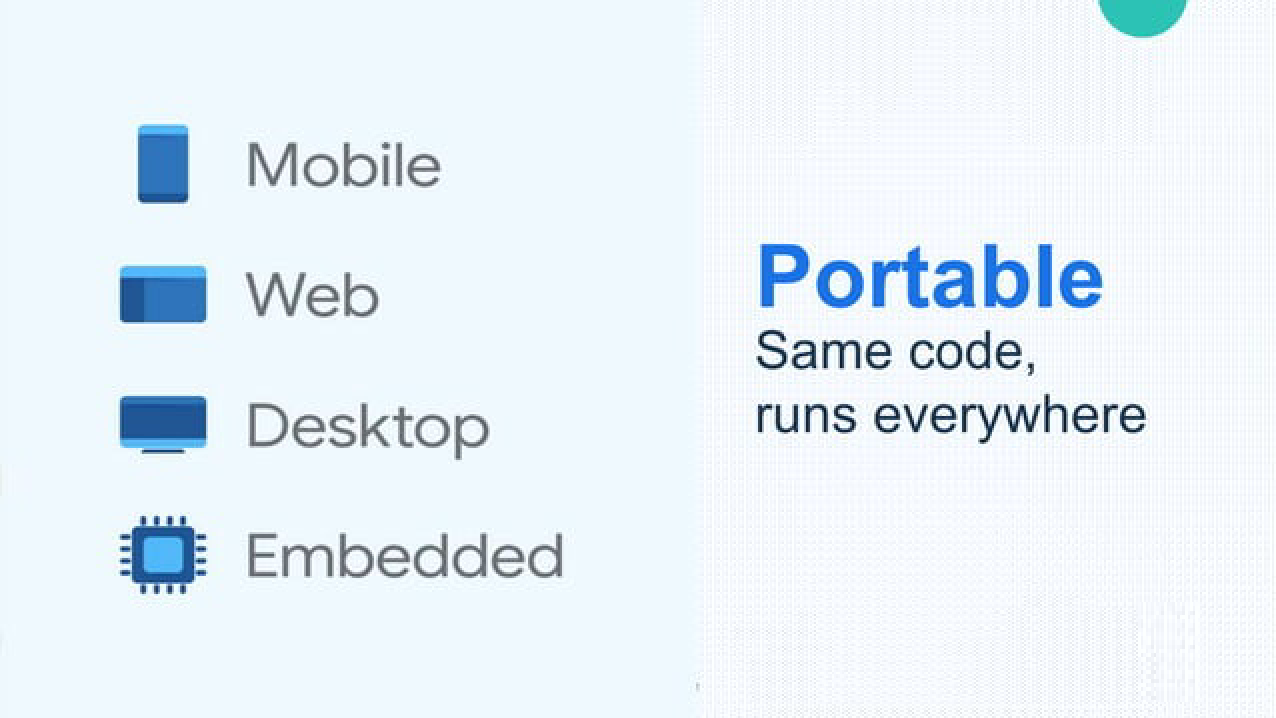 Mobile
Web
Desktop
Embedded
Portable
Same code,
runs everywhere